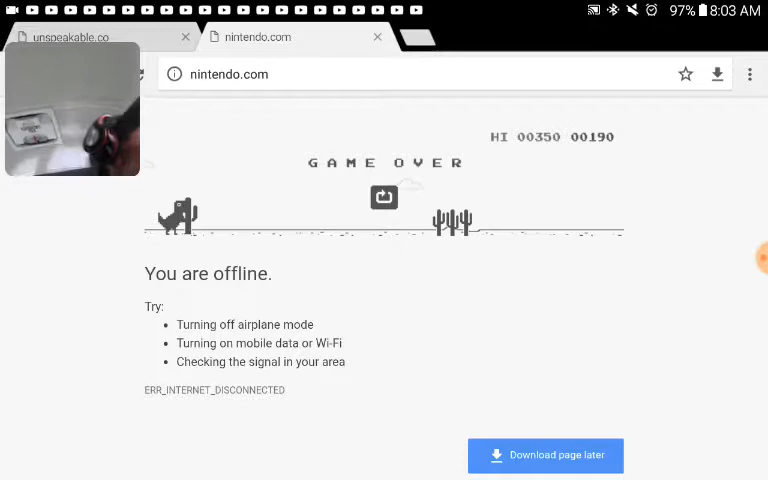 97% 8:03 AM
unspeakable.co
nintendo.com
nintendo.com
HI 00350 00190
GAME OVER
You are offline.
Try:
Turning off airplane mode
Turning on mobile data or Wi-Fi
Checking the signal in your area
ERR_INTERNET_DISCONNECTED
Download page later